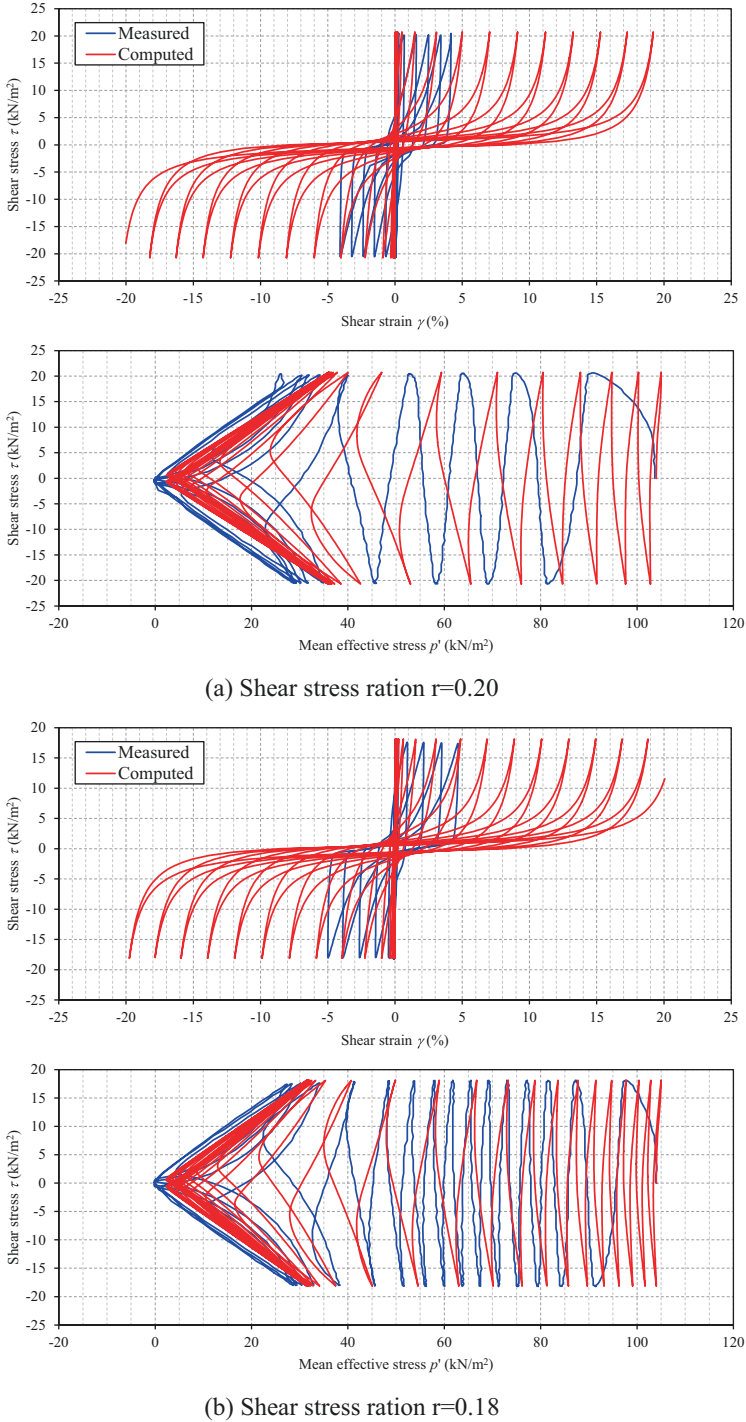 25
20
15
10
5
0
-5
-10
-15
-20
-25
Shear stress τ (kN/m²)
Measured
Computed
-25 -20 -15 -10 -5 0 5 10 15 20 25
Shear strain γ (%)
25
20
15
10
5
0
-5
-10
-15
-20
-25
Shear stress τ (kN/m²)
-20 0 20 40 60 80 100 120
Mean effective stress p' (kN/m²)
(a) Shear stress ration r=0.20
20
15
10
5
0
-5
-10
-15
-20
-25
Shear stress τ (kN/m²)
Measured
Computed
-25 -20 -15 -10 -5 0 5 10 15 20 25
Shear strain γ (%)
20
15
10
5
0
-5
-10
-15
-20
-25
Shear stress τ (kN/m²)
-20 0 20 40 60 80 100 120
Mean effective stress p' (kN/m²)
(b) Shear stress ration r=0.18